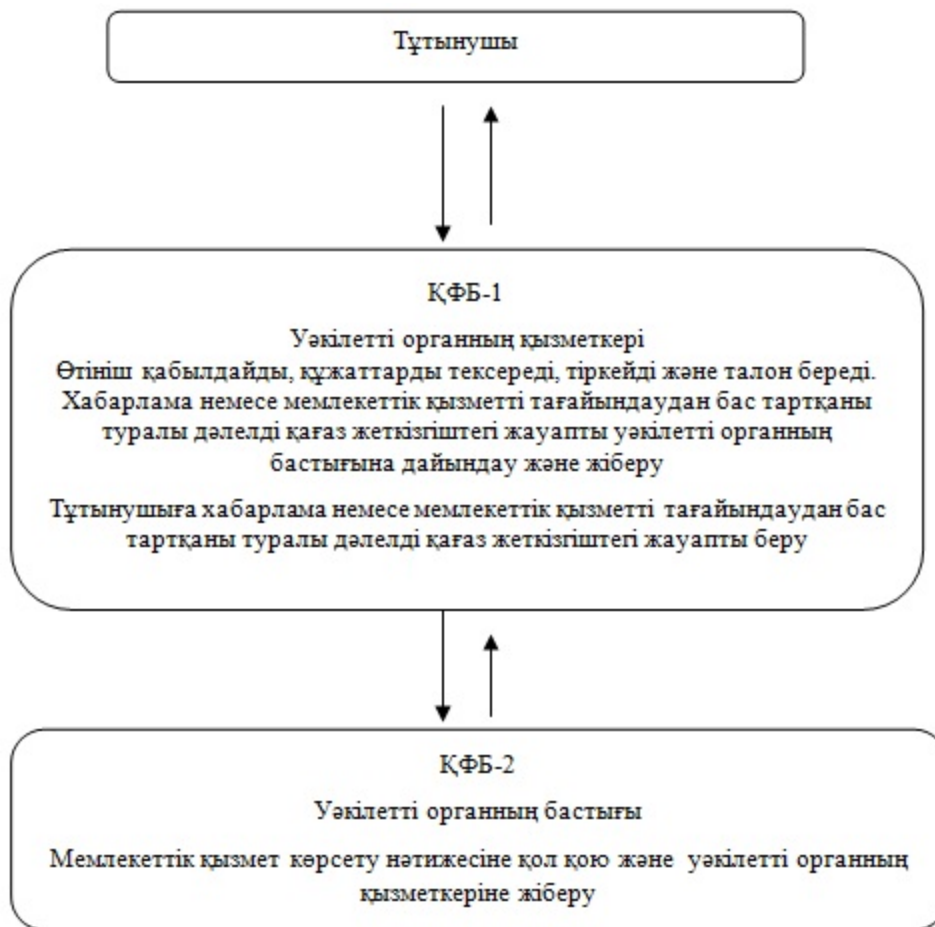 Тұтынушы
ҚФБ-1
Уәкілетті органның қызметкері
Өтініш қабылдайды, құжаттарды тексереді, тіркейді және талон береді.
Хабарлама немесе мемлекеттік қызметті тағайындаудан бас тартқаны
туралы дәлелді қағаз жеткізгіштегі жауапты уәкілетті органның
бастығына дайындау және жіберу
Тұтынушыға хабарлама немесе мемлекеттік қызметті тағайындаудан бас
тартқаны туралы дәлелді қағаз жеткізгіштегі жауапты беру
ҚФБ-2
Уәкілетті органның бастығы
Мемлекеттік қызмет көрсету нәтижесіне қол қою және уәкілетті органның
қызметкеріне жіберу